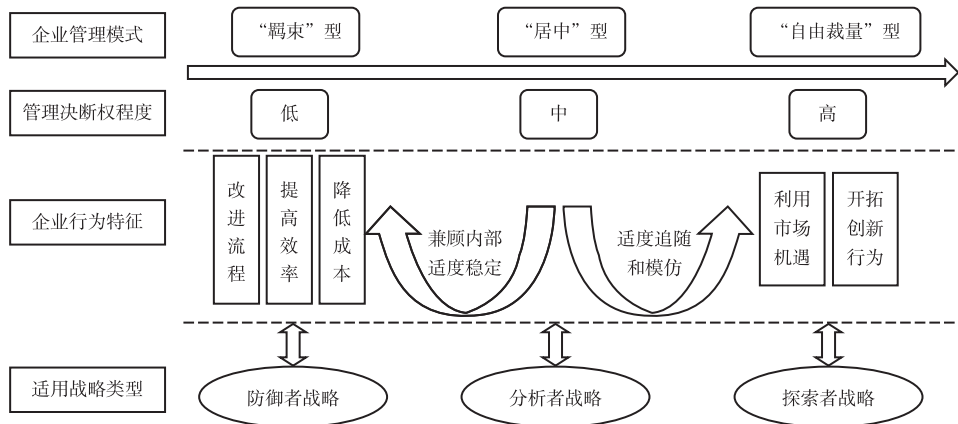 企业管理模式
“羁束”型
“居中”型
“自由裁量”型
管理决断权程度
低
中
高
企业行为特征
改进流程
提高效率
降低成本
兼顾内部
适度稳定
适度追随
和模仿
利用
市场
机遇
开拓
创新
行为
适用战略类型
防御者战略
分析者战略
探索者战略